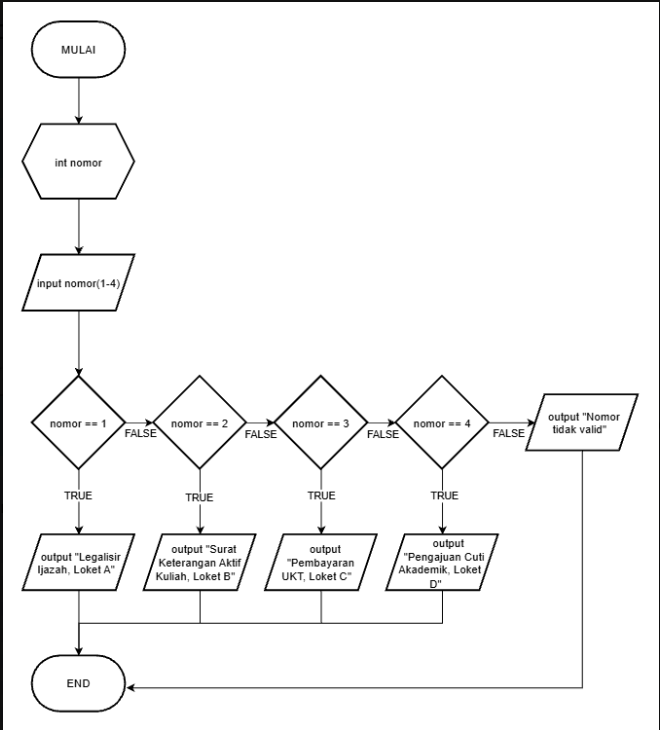 MULAI
int nomor
input nomor(1-4)
nomor == 1
FALSE
nomor == 2
FALSE
nomor == 3
FALSE
nomor == 4
FALSE
output "Nomor
tidak valid"
TRUE
TRUE
TRUE
TRUE
output "Legalisir
Ijazah, Loket A"
output "Surat
Keterangan Aktif
Kuliah, Loket B"
output
"Pembayaran
UKT, Loket C"
output
"Pengajuan Cuti
Akademik, Loket
D"
END